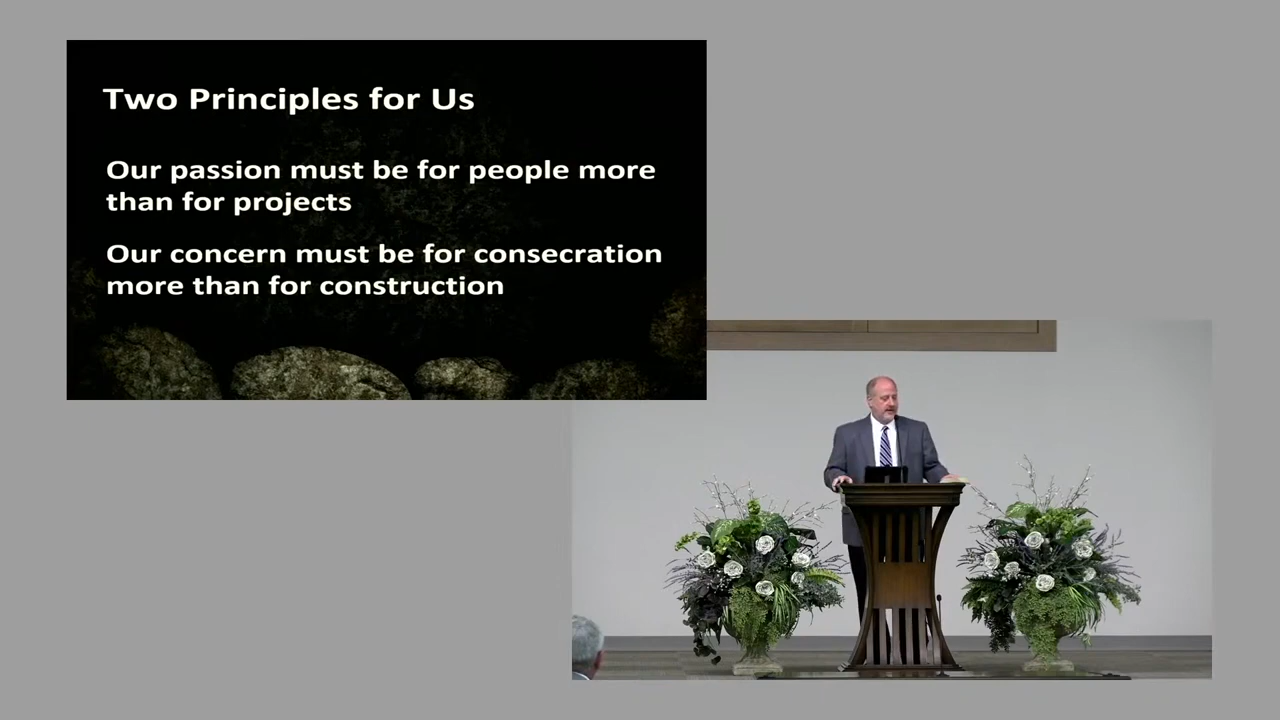 Two Principles for Us
Our passion must be for people more
than for projects
Our concern must be for consecration
more than for construction